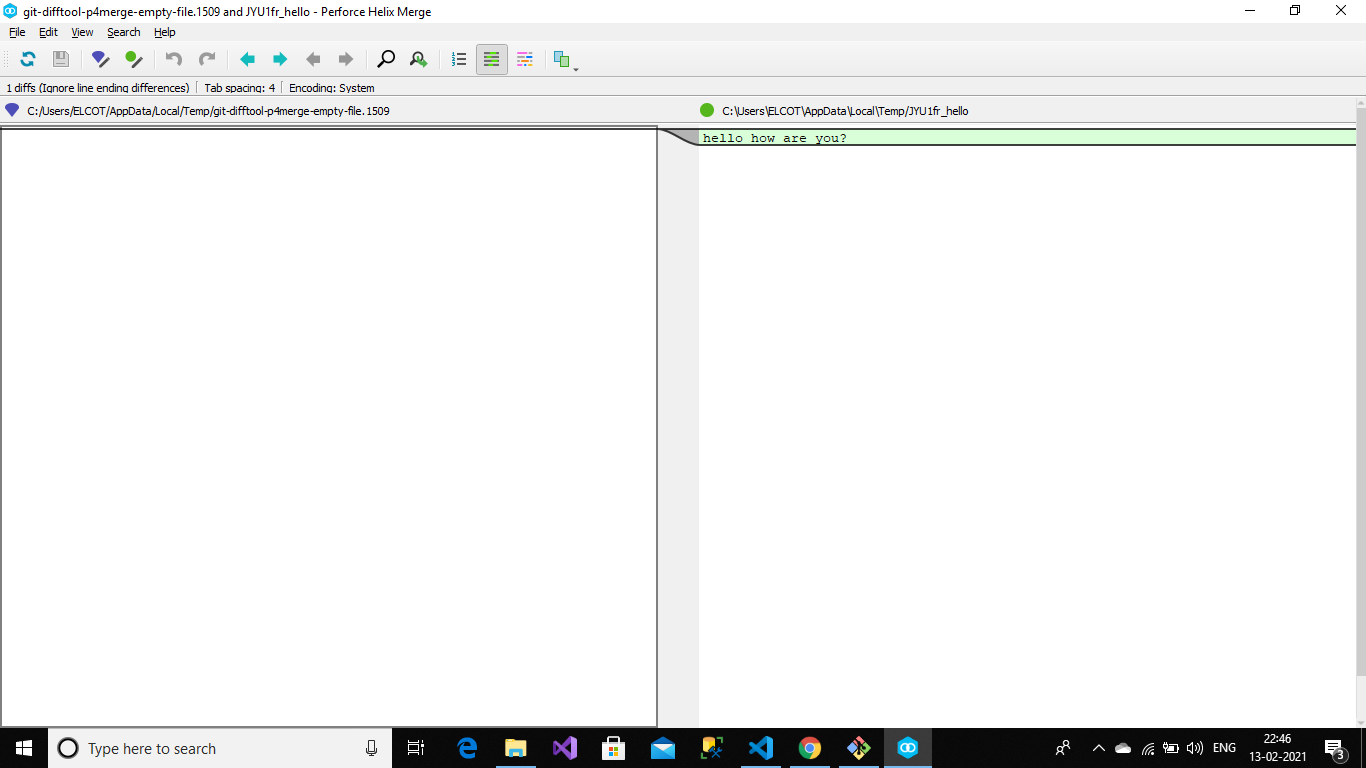 git-difftool-p4merge-empty-file.1509 and JYU1fr_hello - Perforce Helix Merge
File Edit View Search Help
1 diffs (Ignore line ending differences) Tab spacing: 4 Encoding: System
C:/Users/ELCOT/AppData/Local/Temp/git-difftool-p4merge-empty-file.1509
C:\Users\ELCOT\AppData\Local\Temp/JYU1fr_hello
hello how are you?
Type here to search
ENG
22:46
13-02-2021
3